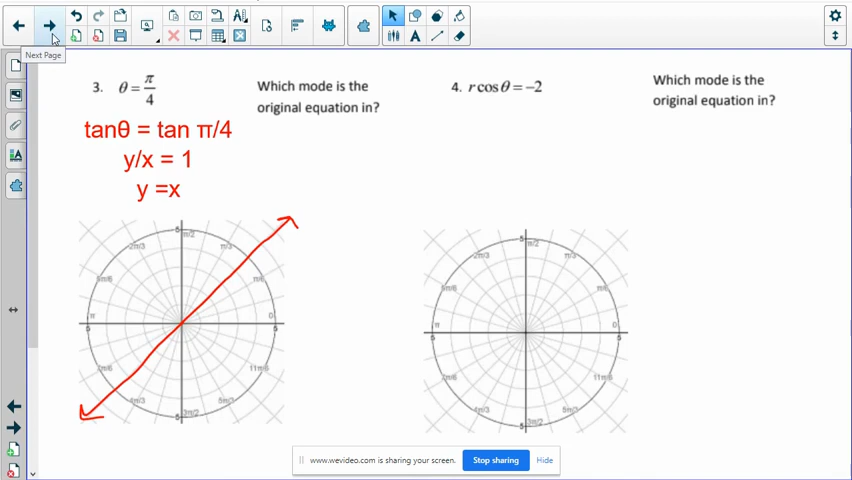 Next Page
3. θ = π/4
Which mode is the
original equation in?
tanθ = tan π/4
y/x = 1
y =x
4. r cos θ = −2
Which mode is the
original equation in?
5
π/2
2π/3
π/3
5π/6
π
0
5
5
7π/6
11π/6
4π/3
5π/3
5
3π/2
5
π/2
2π/3
π/3
5π/6
π/6
π
0
5
5
7π/6
11π/6
4π/3
5π/3
5
3π/2
www.wevideo.com is sharing your screen.
Stop sharing
Hide